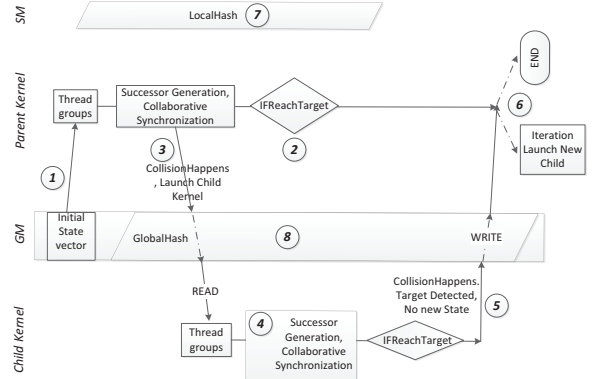 SM
LocalHash
7
Parent Kernel
Thread
groups
Successor Generation,
Collaborative
Synchronization
IFReachTarget
END
6
2
Iteration
Launch New
Child
3
CollisionHappens
, Launch Child
Kernel
1
GM
Initial
State
vector
GlobalHash
8
WRITE
READ
CollisionHappens.
Target Detected,
No new State
5
Child Kernel
Thread
groups
4
Successor
Generation,
Collaborative
Synchronization
IFReachTarget